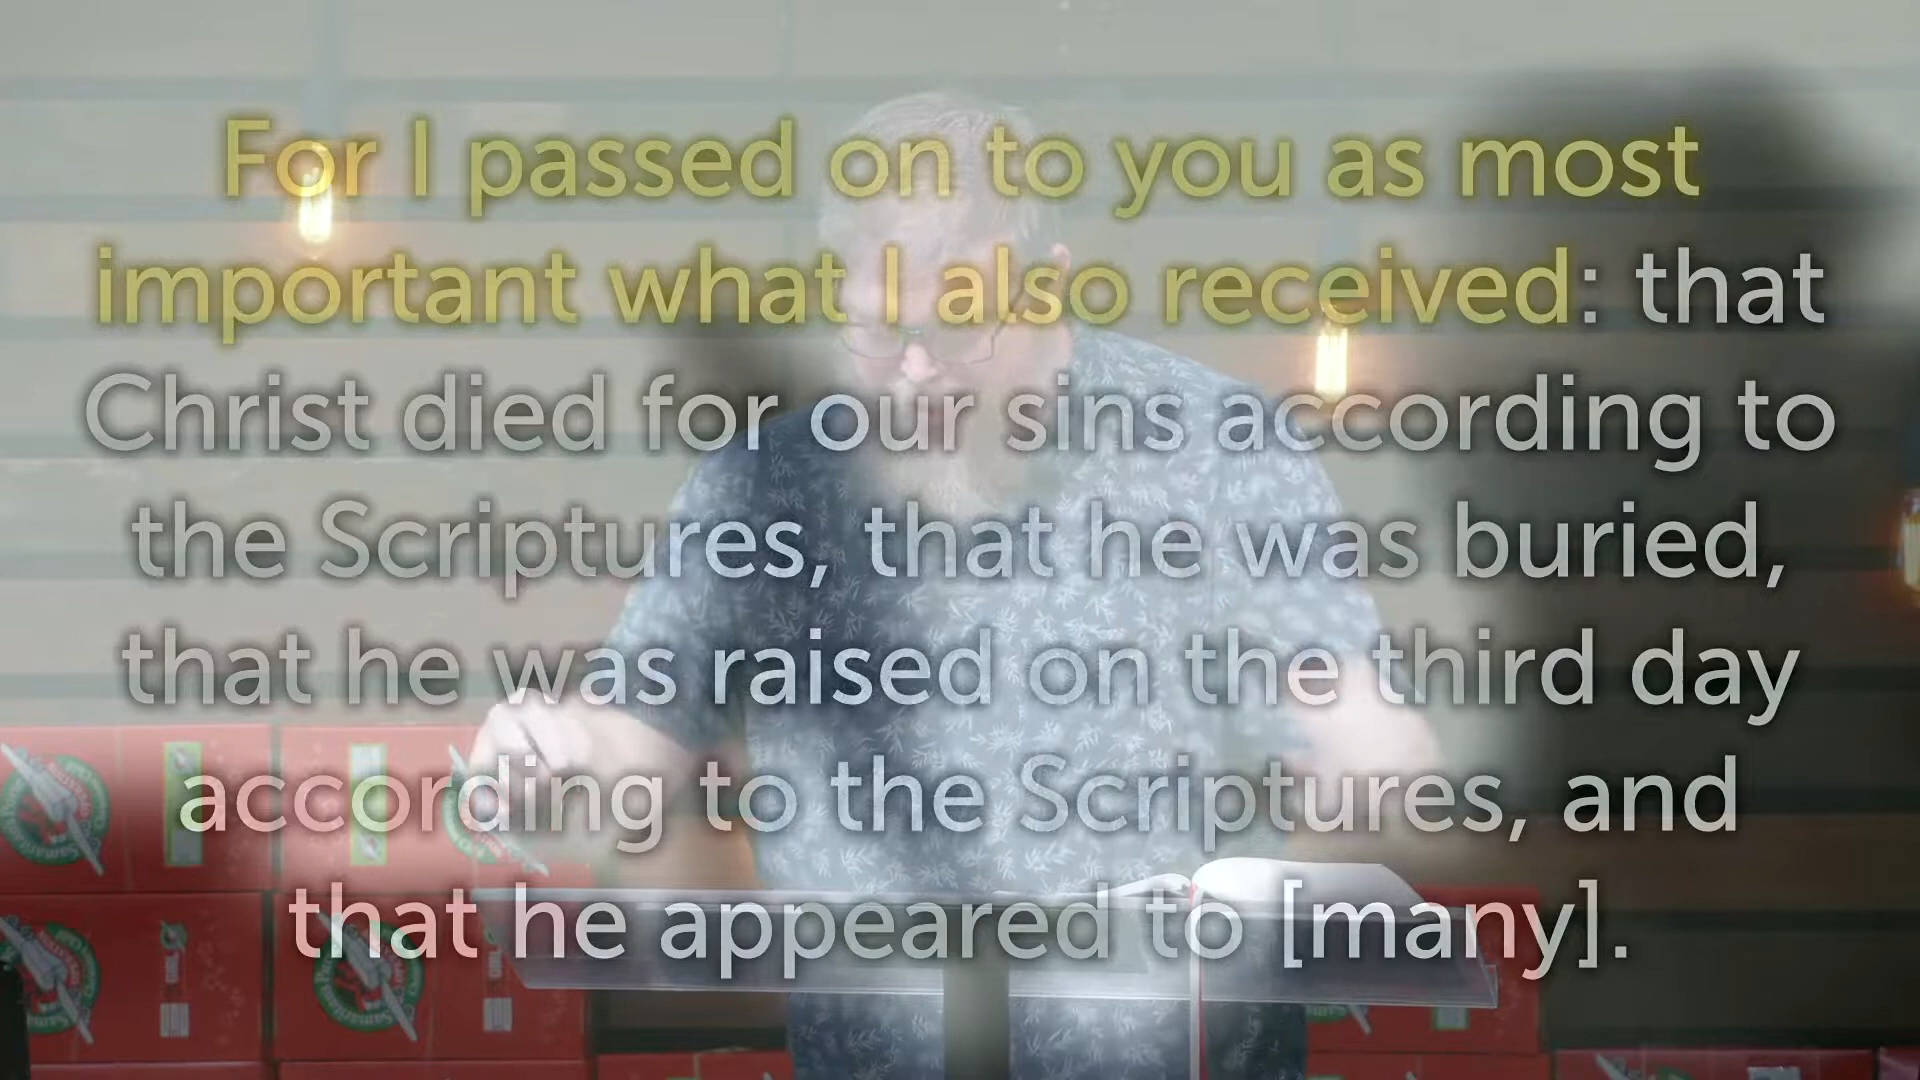 For I passed on to you as most
important what I also received: that
Christ died for our sins according to
the Scriptures, that he was buried,
that he was raised on the third day
according to the Scriptures, and
that he appeared to [many].